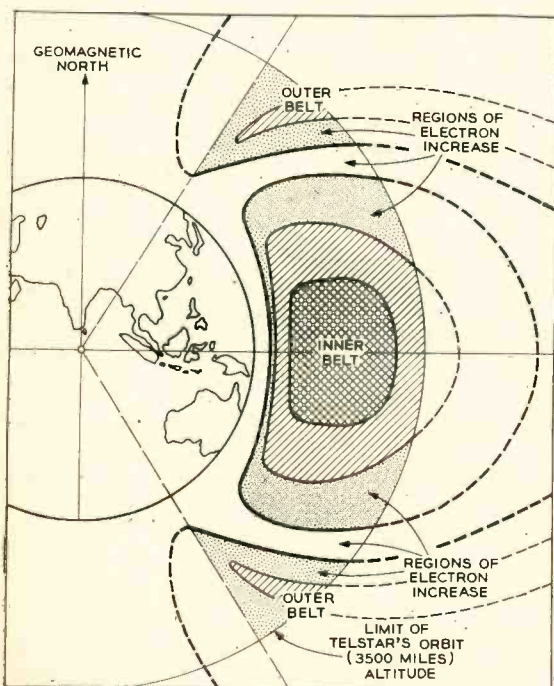 GEOMAGNETIC
NORTH
OUTER
BELT
REGIONS OF
ELECTRON
INCREASE
INNER
BELT
REGIONS OF
ELECTRON
INCREASE
OUTER
BELT
LIMIT OF
TELSTAR'S ORBIT
(3500 MILES)
ALTITUDE